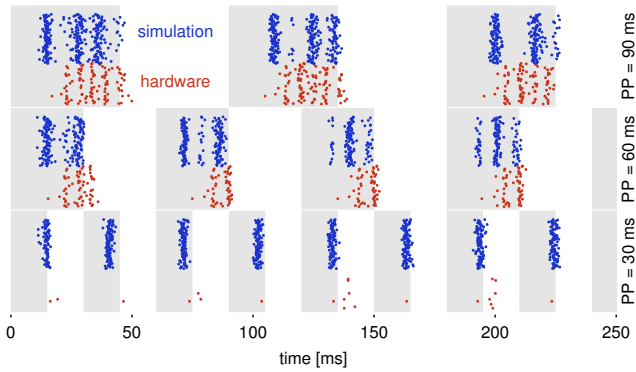 simulation
hardware
PP = 90 ms
PP = 60 ms
PP = 30 ms
0 50 100 150 200 250
time [ms]